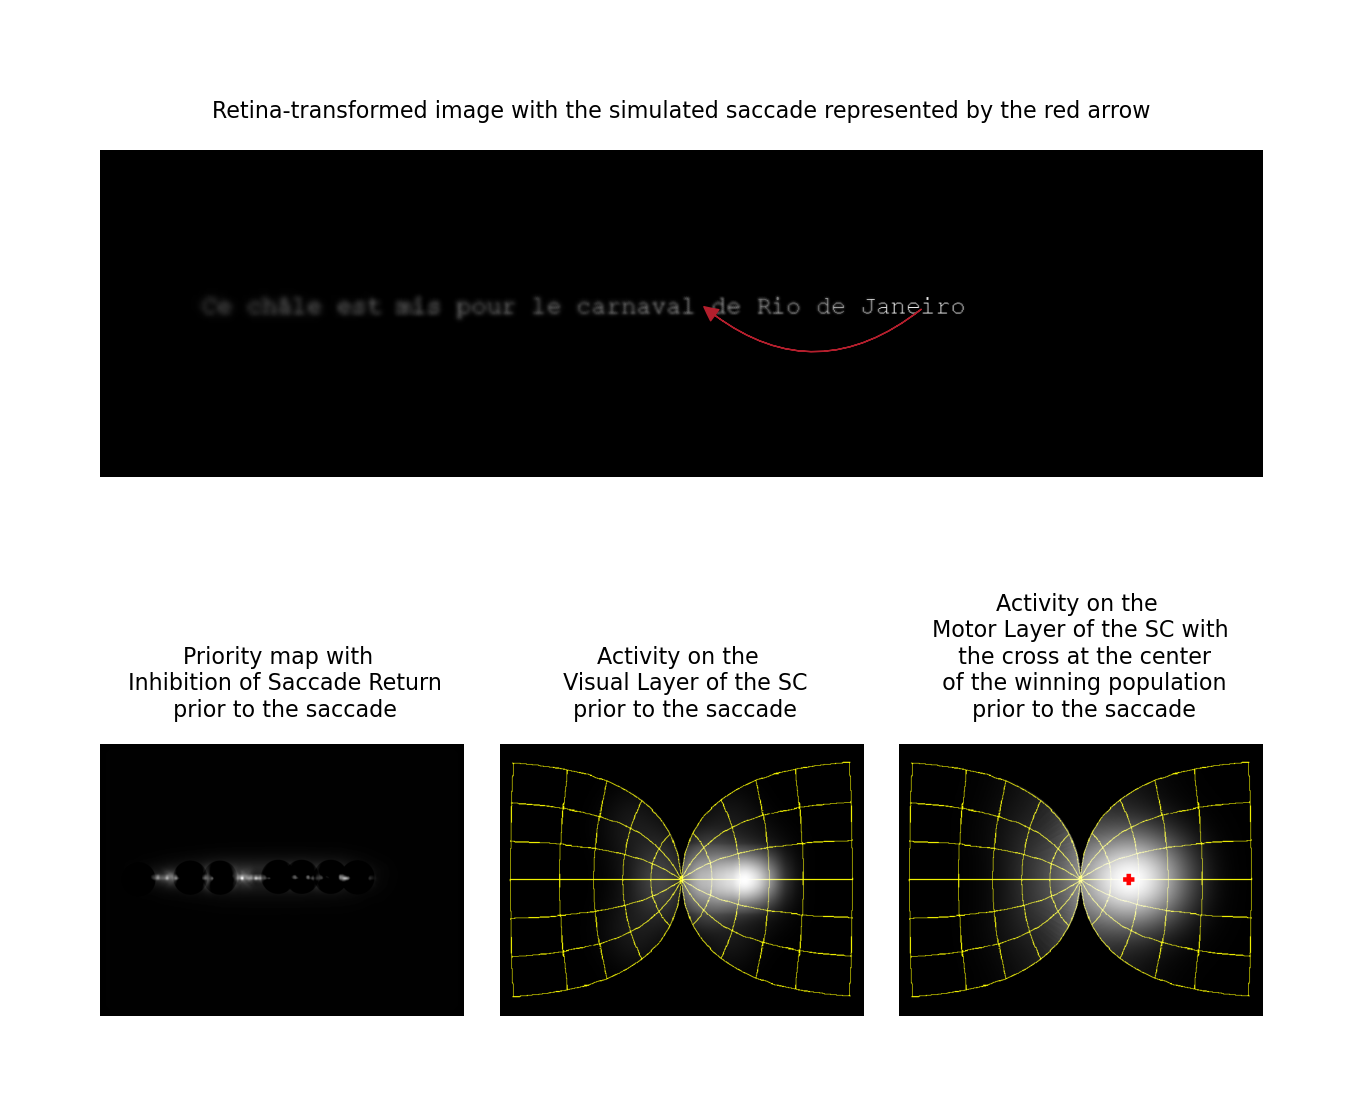 Retina-transformed image with the simulated saccade represented by the red arrow
Ce châle est mis pour le carnaval de Rio de Janeiro
Priority map with
Inhibition of Saccade Return
prior to the saccade
Activity on the
Visual Layer of the SC
prior to the saccade
Activity on the
Motor Layer of the SC with
the cross at the center
of the winning population
prior to the saccade